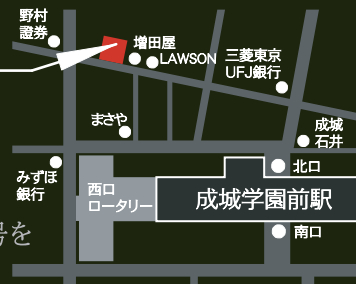 野村
證券
増田屋
LAWSON
三菱東京
UFJ銀行
まさや
成城
石井
みずほ
銀行
西口
ロータリー
北口
成城学園前駅
号を
南口